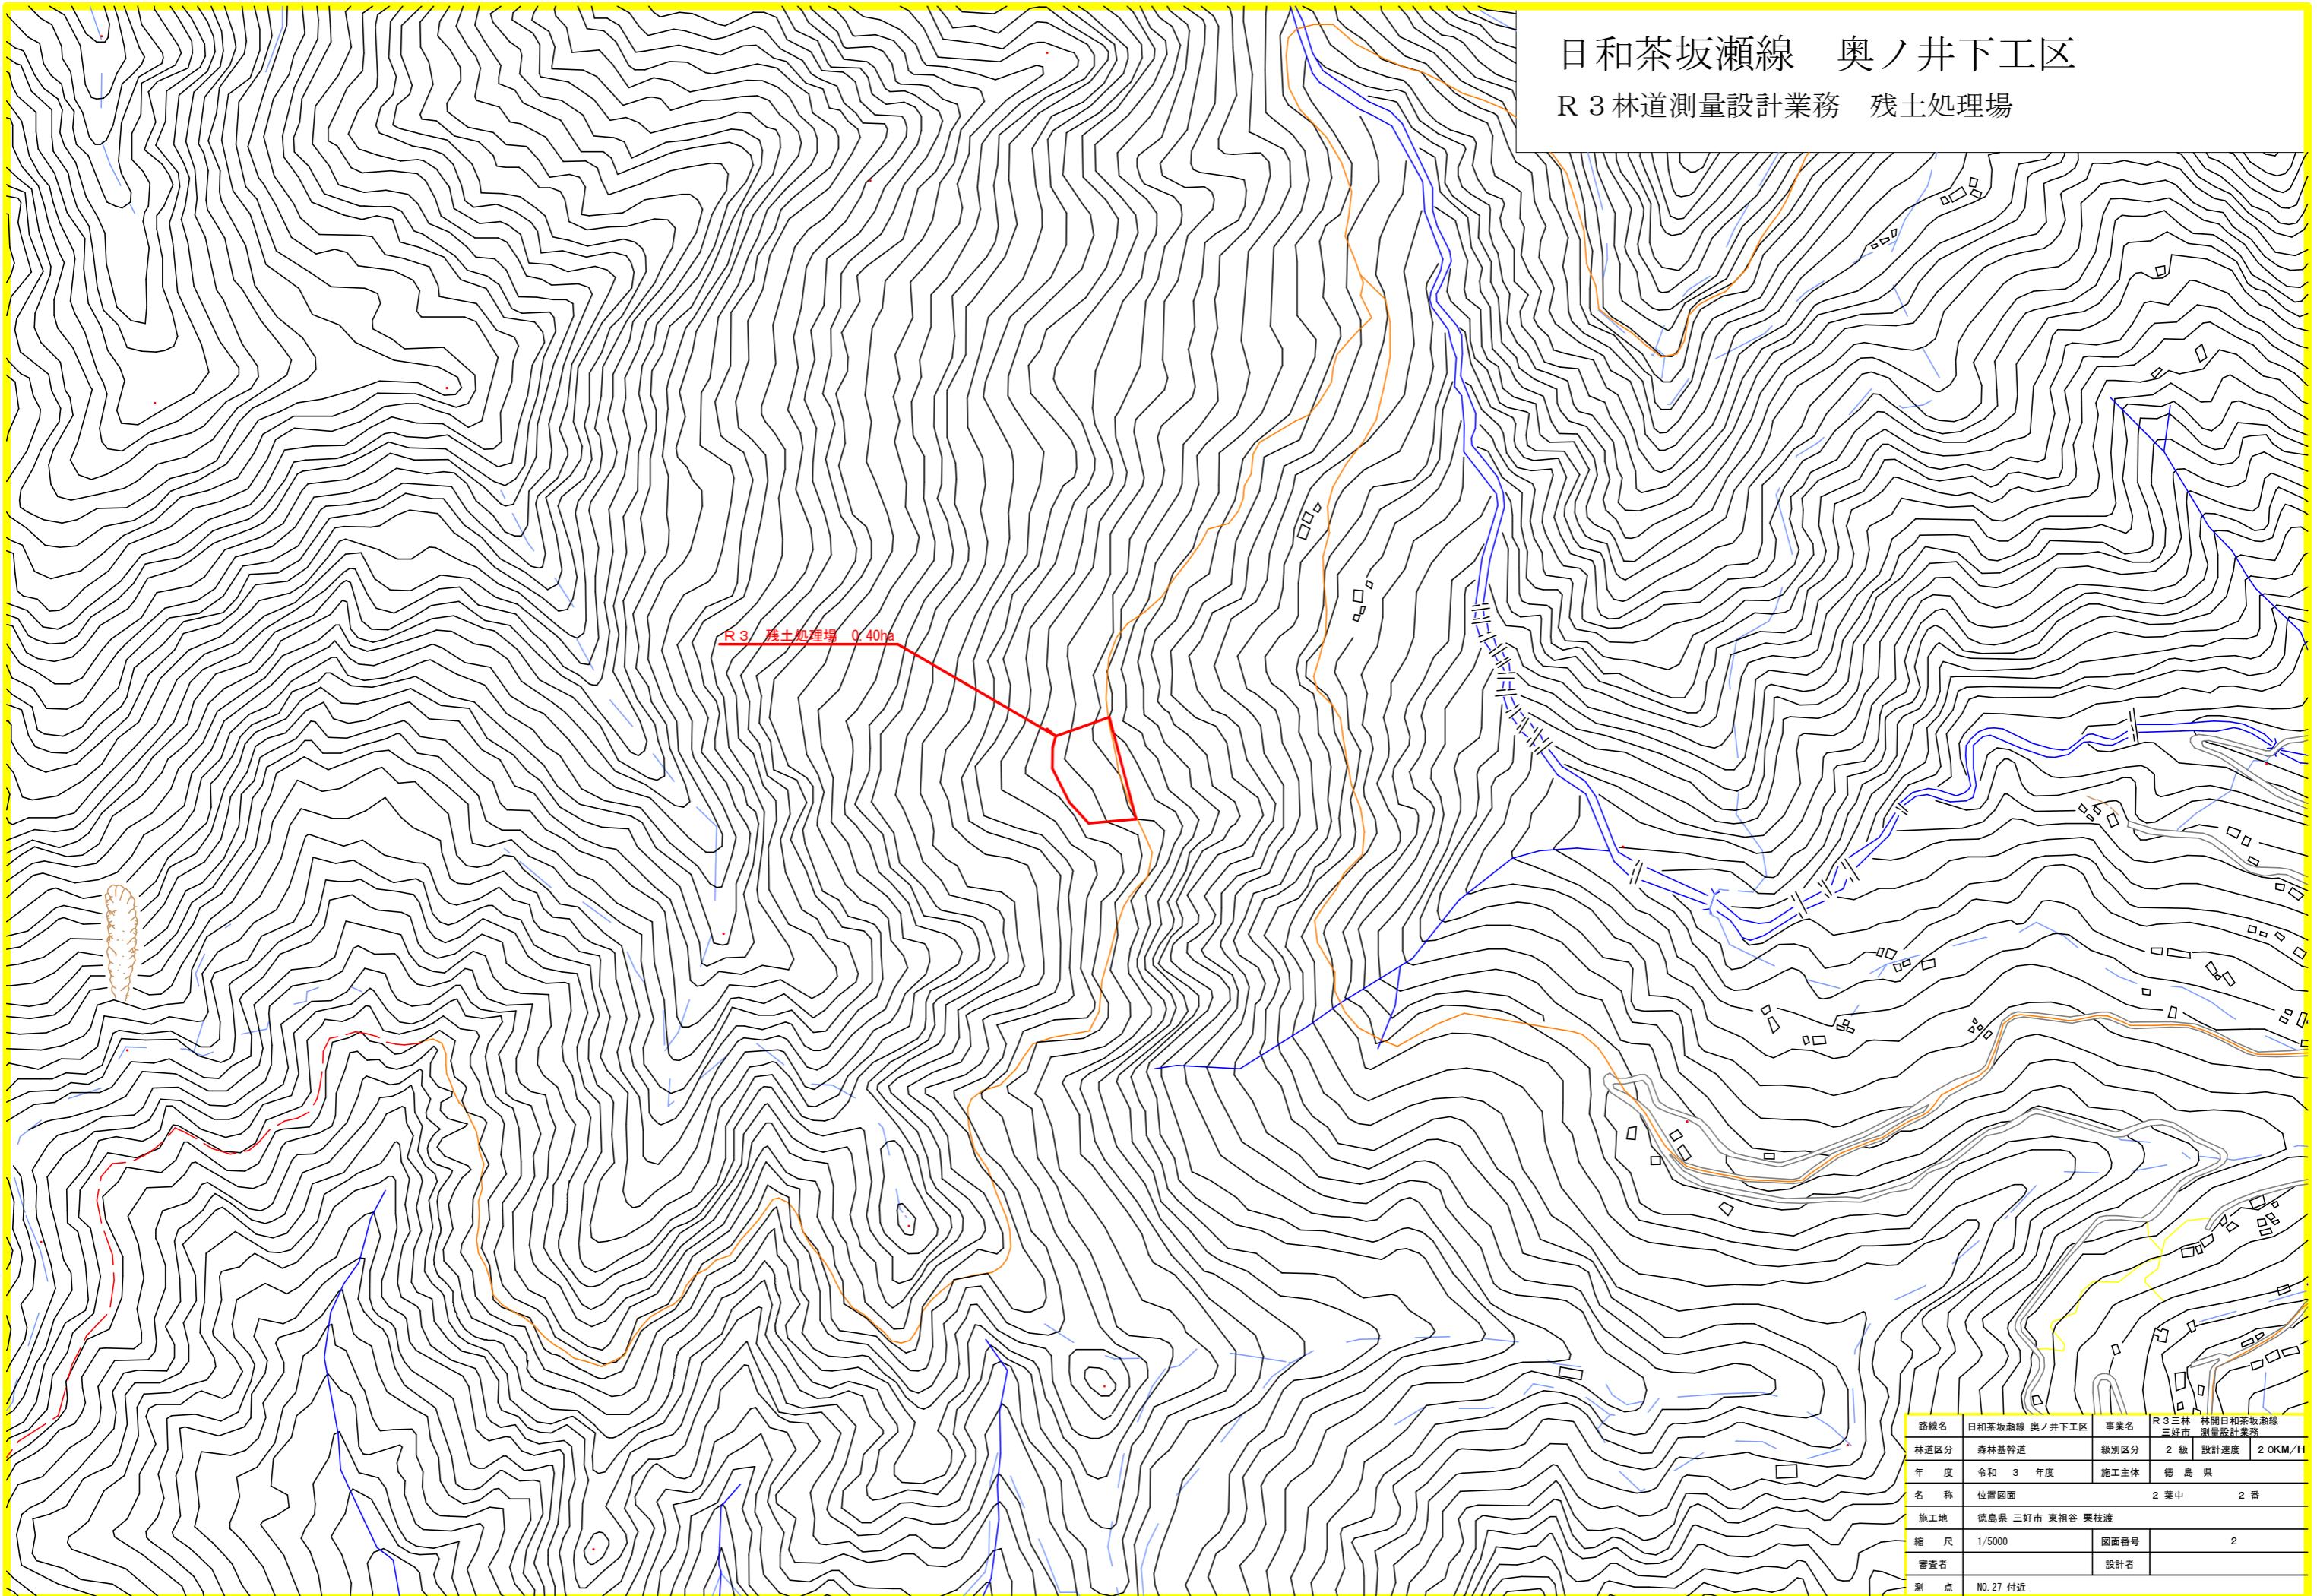 日和茶坂瀬線　奥ノ井下工区
Ｒ３林道測量設計業務　残土処理場
Ｒ３　残土処理場　0.40ha
路線名 日和茶坂瀬線 奥ノ井下工区 事業名 Ｒ３三林　林開日和茶坂瀬線
三好市　測量設計業務
林道区分 森林基幹道 級別区分 ２ 級 設計速度 ２０KM/H
年　度 令和　３　年度 施工主体 徳 島 県
名　称 位置図面 ２ 葉中 ２ 番
施工地 徳島県 三好市 東祖谷 栗枝渡
縮　尺 1/5000 図面番号 2
審査者 設計者
測　点 NO.27 付近